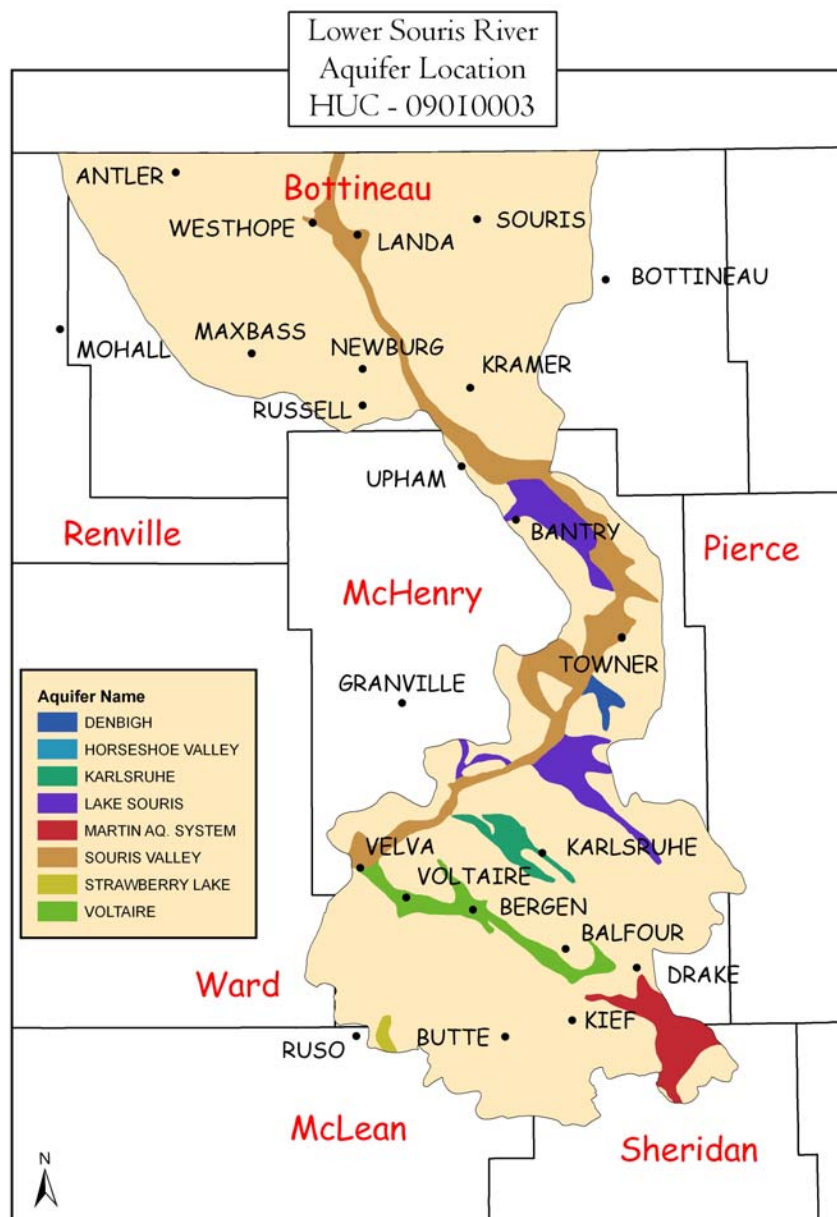 Lower Souris River
Aquifer Location
HUC - 09010003
ANTLER
Bottineau
WESTHOPE
SOURIS
LANDA
BOTTINEAU
MOHALL
MAXBASS
NEWBURG
KRAMER
RUSSELL
UPHAM
BANTRY
Renville
Pierce
McHenry
TOWNER
GRANVILLE
Aquifer Name
DENBIGH
HORSESHOE VALLEY
KARLSRUHE
LAKE SOURIS
MARTIN AQ. SYSTEM
SOURIS VALLEY
STRAWBERRY LAKE
VOLTAIRE
VELVA
KARLSRUHE
VOLTAIRE
BERGEN
BALFOUR
DRAKE
Ward
KIEF
RUSO
BUTTE
McLean
Sheridan
N